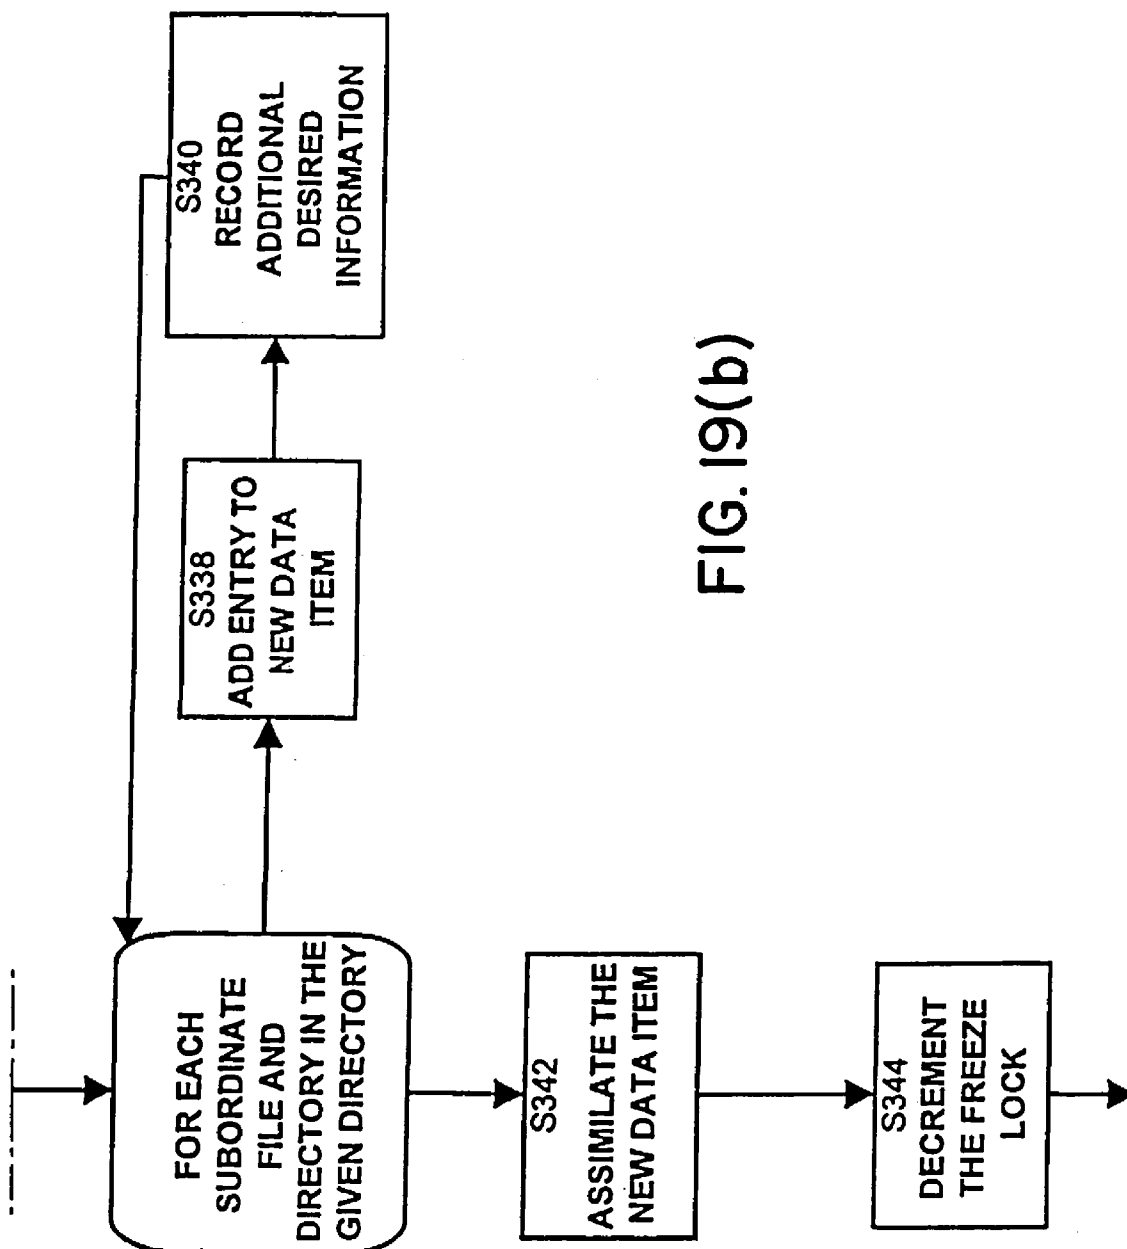 FOR EACH
SUBORDINATE
FILE AND
DIRECTORY IN THE
GIVEN DIRECTORY
S338
ADD ENTRY TO
NEW DATA
ITEM
S340
RECORD
ADDITIONAL
DESIRED
INFORMATION
S342
ASSIMILATE THE
NEW DATA ITEM
S344
DECREMENT
THE FREEZE
LOCK
FIG. 19(b)